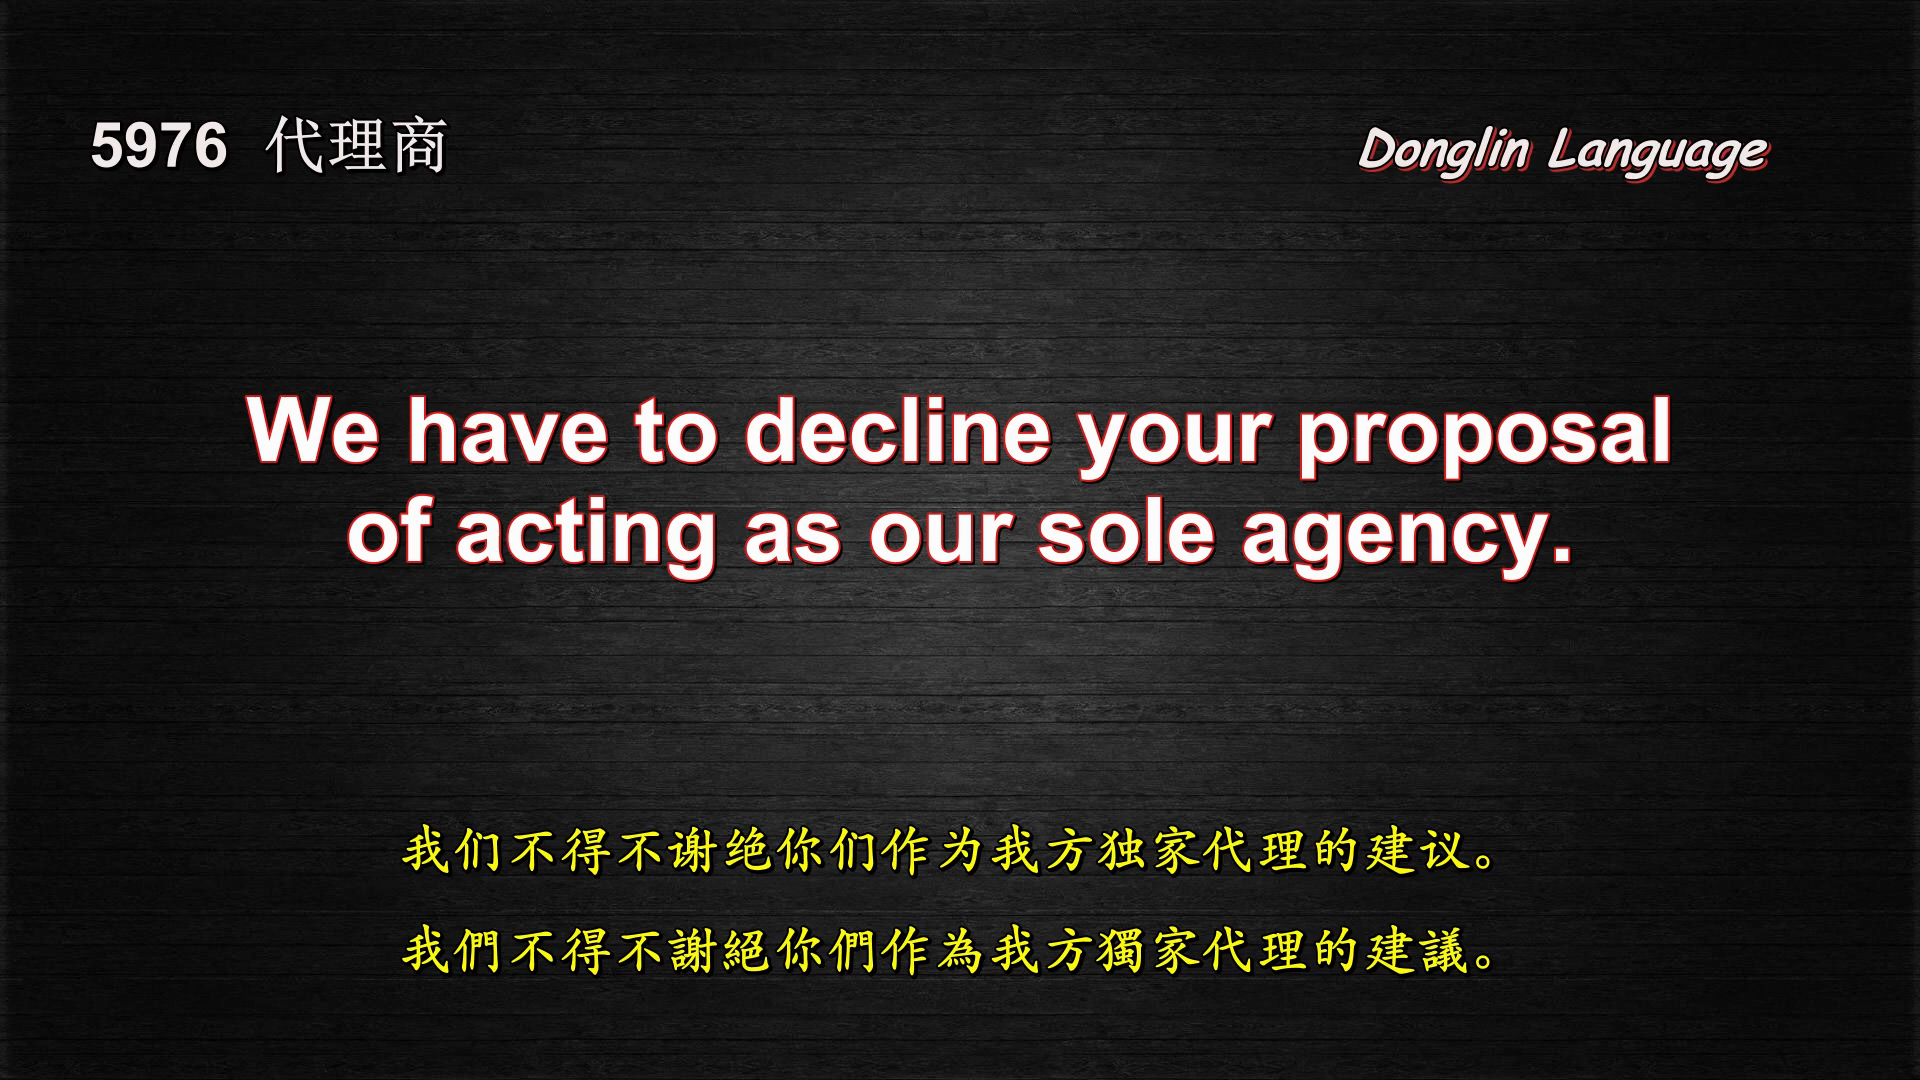 5976 代理商
Donglin Language
We have to decline your proposal
of acting as our sole agency.
我们不得不谢绝你们作为我方独家代理的建议。
我們不得不謝絕你們作為我方獨家代理的建議。